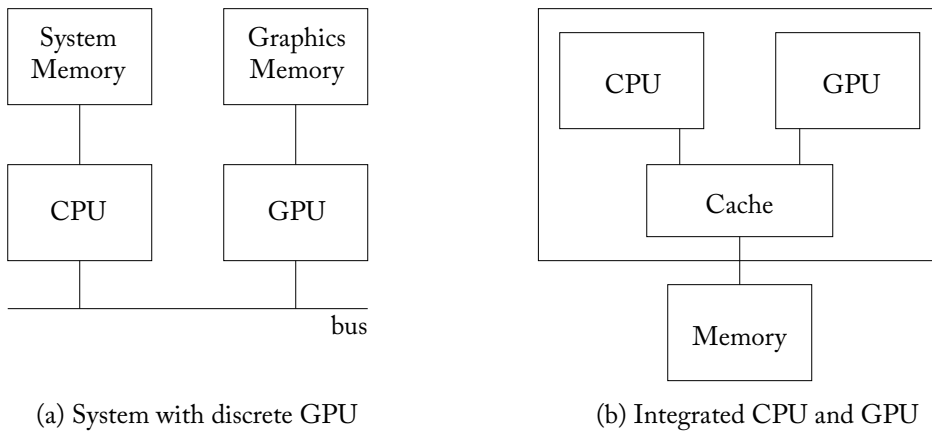 System
Memory
Graphics
Memory
CPU
GPU
bus
(a) System with discrete GPU
CPU
GPU
Cache
Memory
(b) Integrated CPU and GPU